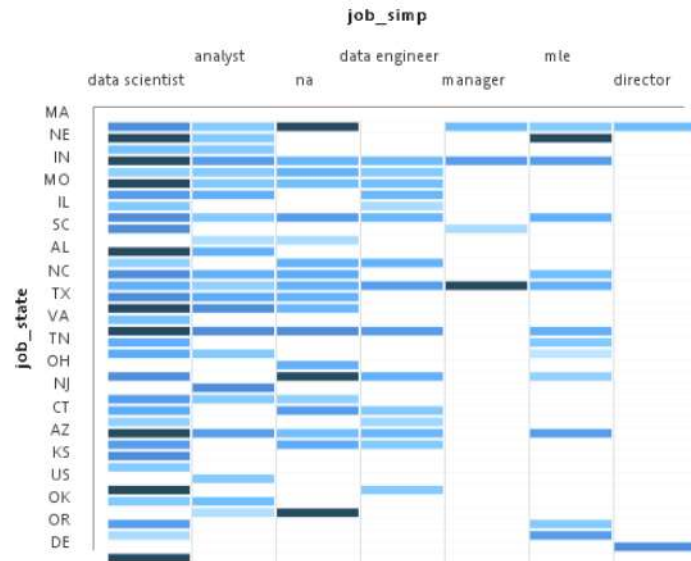 job_simp
analyst data engineer mle
data scientist na manager director
MA
NE
IN
MO
IL
SC
AL
NC
TX
VA
TN
OH
NJ
CT
AZ
KS
US
OK
OR
DE
job_state